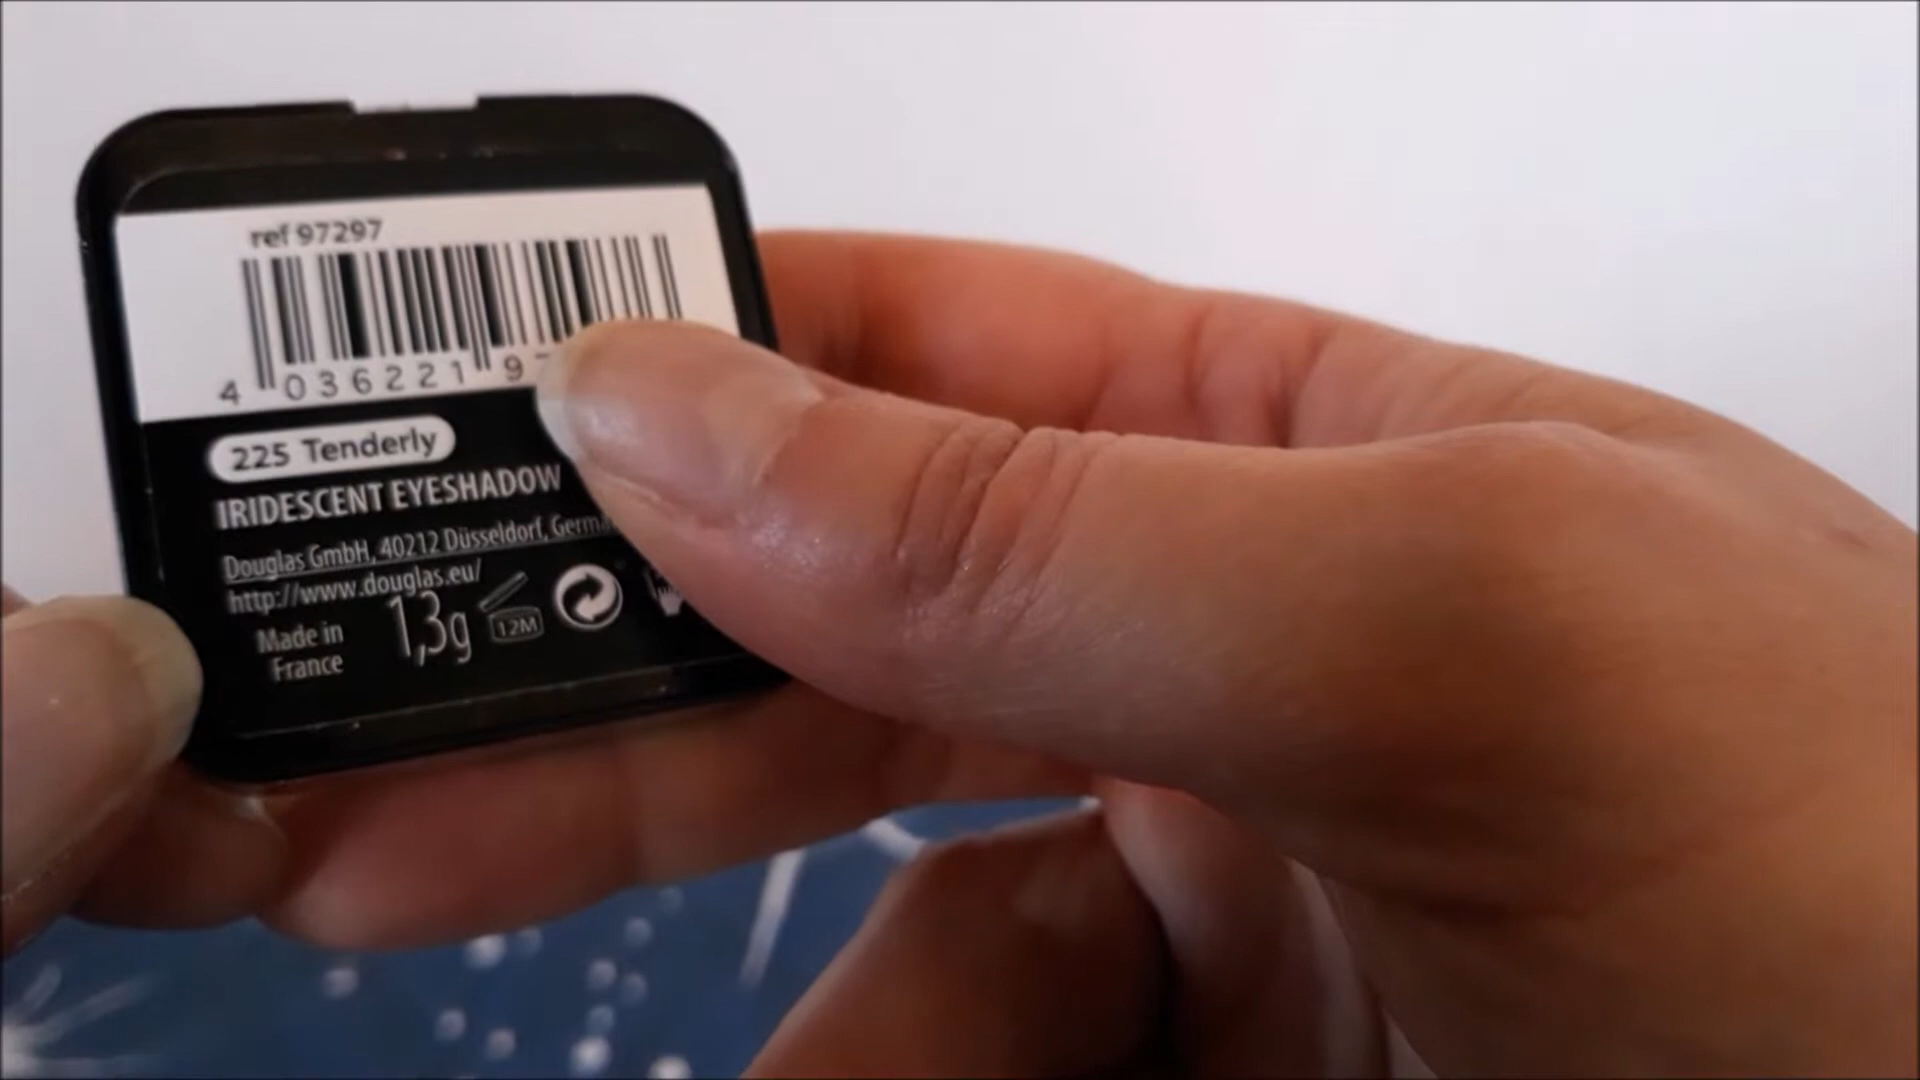 ref 97297
4 036221 9
225 Tenderly
IRIDESCENT EYESHADOW
Douglas GmbH, 40212 Düsseldorf,
http://www.douglas.eu/
Made in
France
1,3g
12M